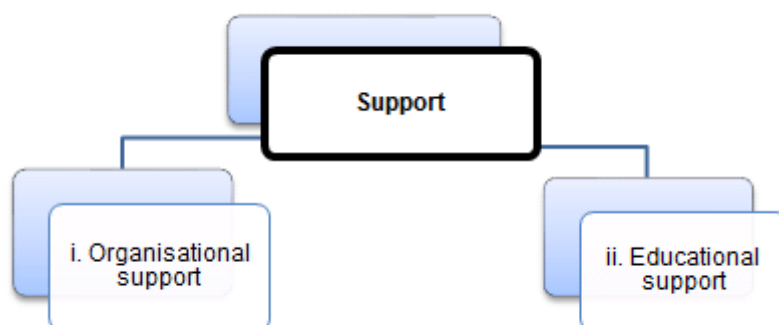 Support
i. Organisational
support
ii. Educational
support